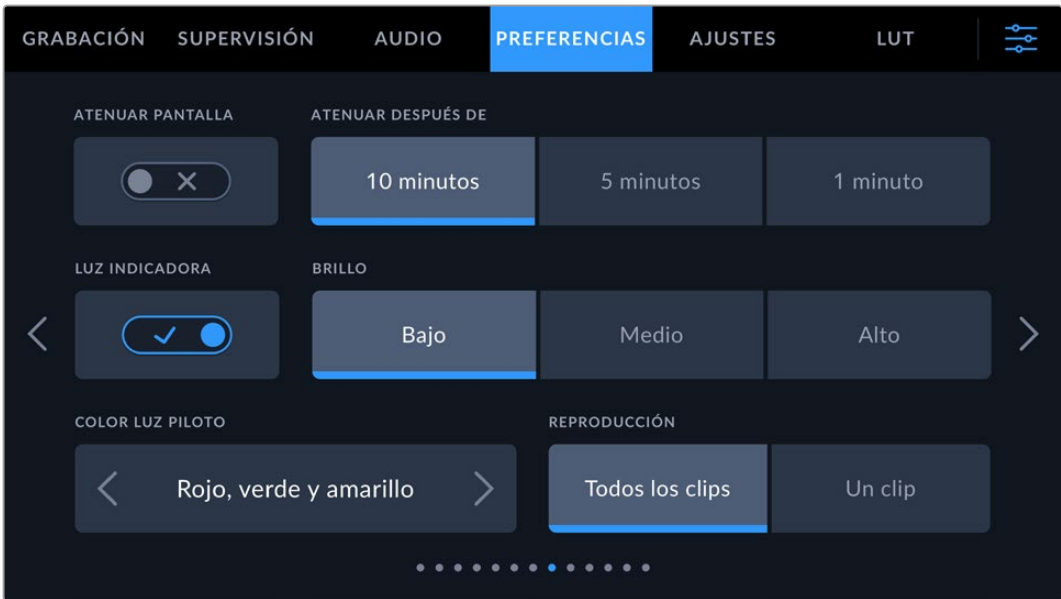 GRABACIÓN SUPERVISIÓN AUDIO PREFERENCIAS AJUSTES LUT
ATENUAR PANTALLA ATENUAR DESPUÉS DE
10 minutos 5 minutos 1 minuto
LUZ INDICADORA BRILLO
Bajo Medio Alto
COLOR LUZ PILOTO REPRODUCCIÓN
Rojo, verde y amarillo Todos los clips Un clip